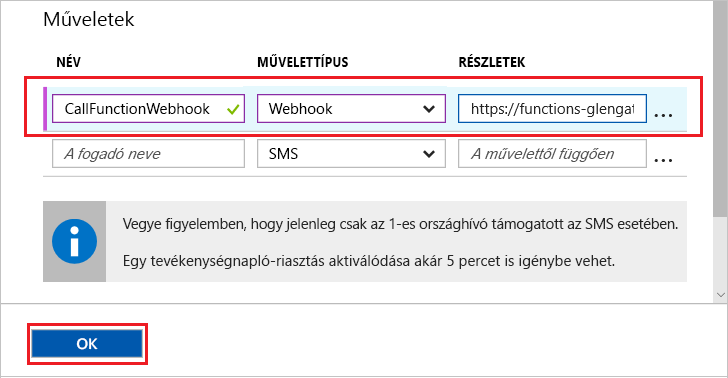 Műveletek
NÉV MŰVELETTÍPUS RÉSZLETEK
CallFunctionWebhook Webhook https://functions-glengat ...
A fogadó neve SMS A művelettől függően ...
Vegye figyelemben, hogy jelenleg csak az 1-es országhívó támogatott az SMS esetében.
Egy tevékenységnapló-riasztás aktiválódása akár 5 percet is igénybe vehet.
OK